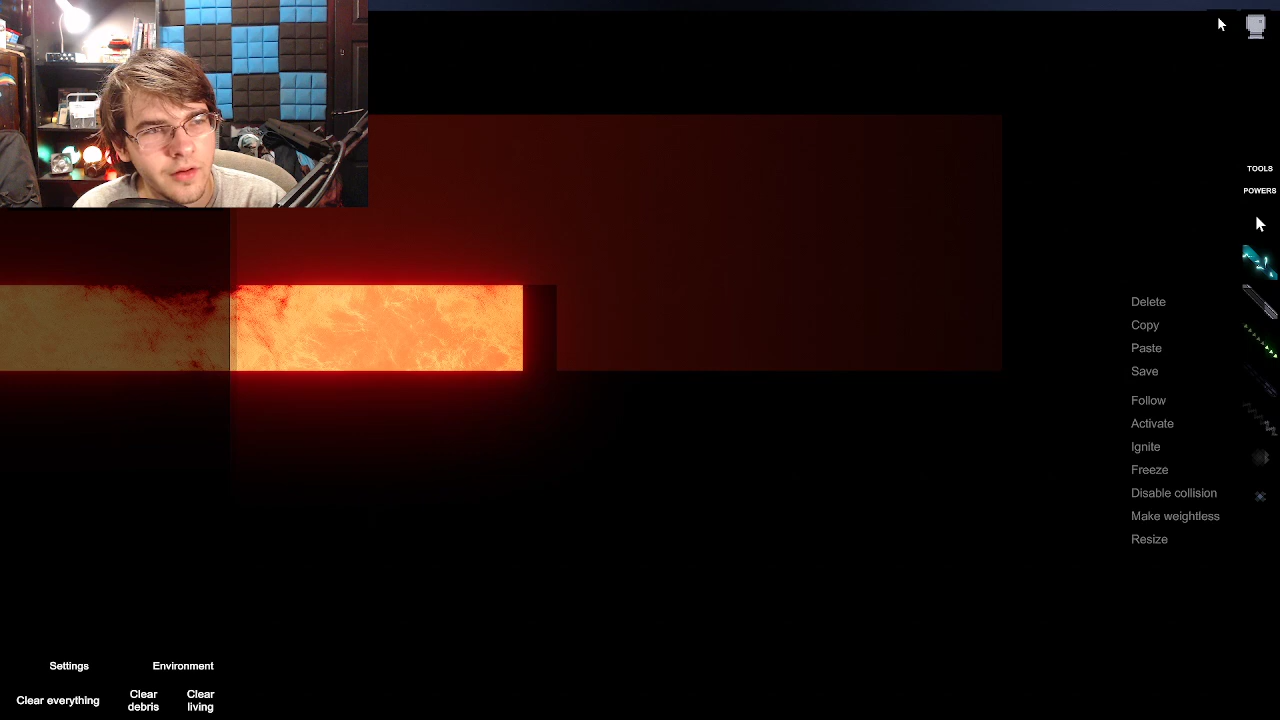 TOOLS
POWERS
Delete
Copy
Paste
Save
Follow
Activate
Ignite
Freeze
Disable collision
Make weightless
Resize
Settings
Environment
Clear everything
Clear
debris
Clear
living